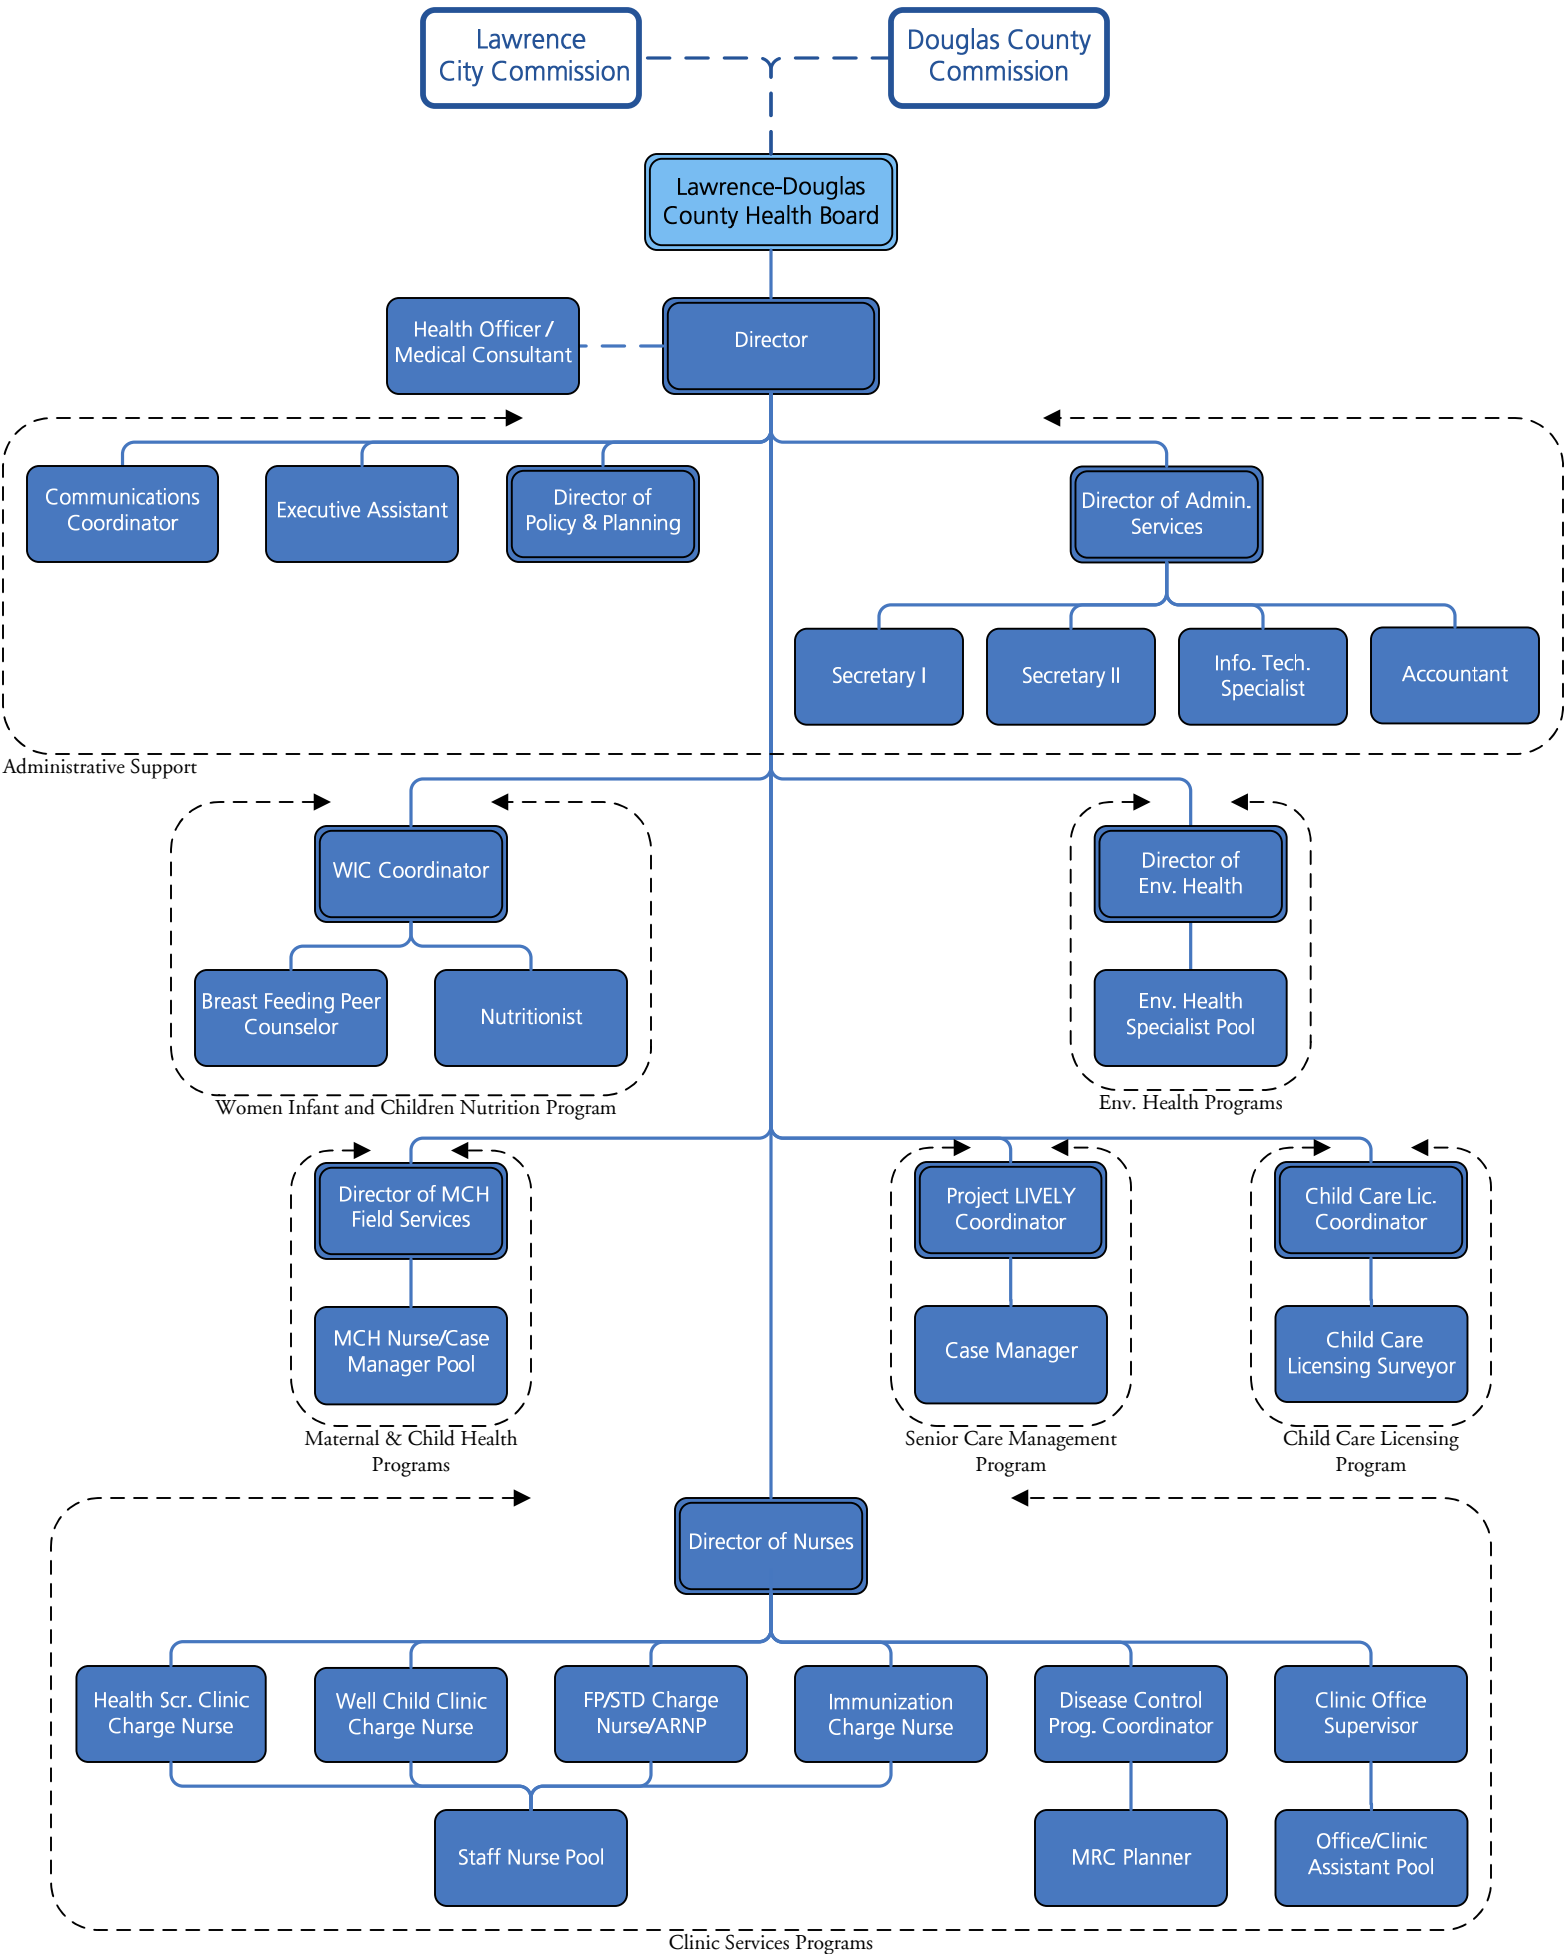 Lawrence
City Commission
Douglas County
Commission
Lawrence-Douglas
County Health Board
Health Officer /
Medical Consultant
Director
Communications
Coordinator
Executive Assistant
Director of
Policy & Planning
Director of Admin.
Services
Secretary I
Secretary II
Info. Tech.
Specialist
Accountant
Administrative Support
WIC Coordinator
Director of
Env. Health
Breast Feeding Peer
Counselor
Nutritionist
Env. Health
Specialist Pool
Women Infant and Children Nutrition Program
Env. Health Programs
Director of MCH
Field Services
Project LIVELY
Coordinator
Child Care Lic.
Coordinator
MCH Nurse/Case
Manager Pool
Case Manager
Child Care
Licensing Surveyor
Maternal & Child Health
Programs
Senior Care Management
Program
Child Care Licensing
Program
Director of Nurses
Health Scr. Clinic
Charge Nurse
Well Child Clinic
Charge Nurse
FP/STD Charge
Nurse/ARNP
Immunization
Charge Nurse
Disease Control
Prog. Coordinator
Clinic Office
Supervisor
Staff Nurse Pool
MRC Planner
Office/Clinic
Assistant Pool
Clinic Services Programs